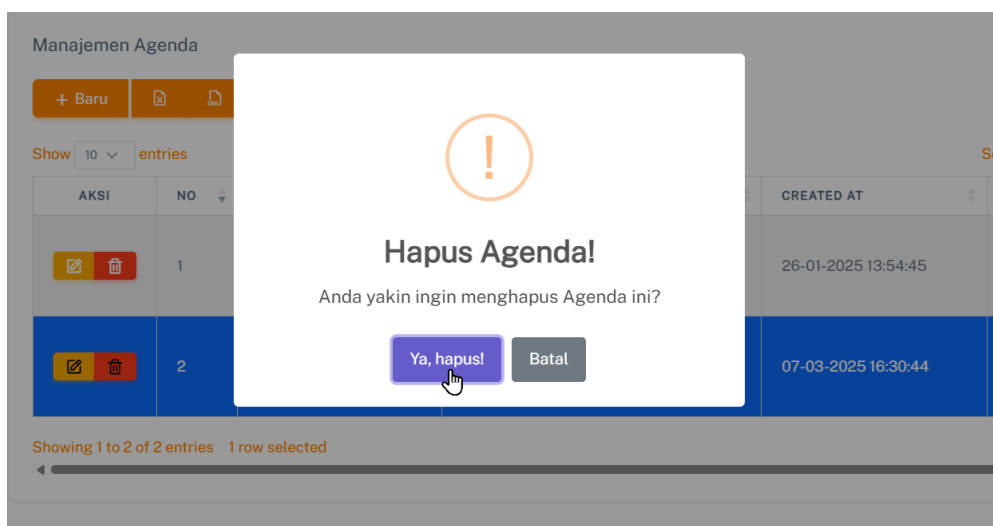 Manajemen Agenda
+ Baru
Show 10 entries
AKSI NO CREATED AT
1 26-01-2025 13:54:45
2 07-03-2025 16:30:44
!
Hapus Agenda!
Anda yakin ingin menghapus Agenda ini?
Ya, hapus! Batal
Showing 1 to 2 of 2 entries 1 row selected